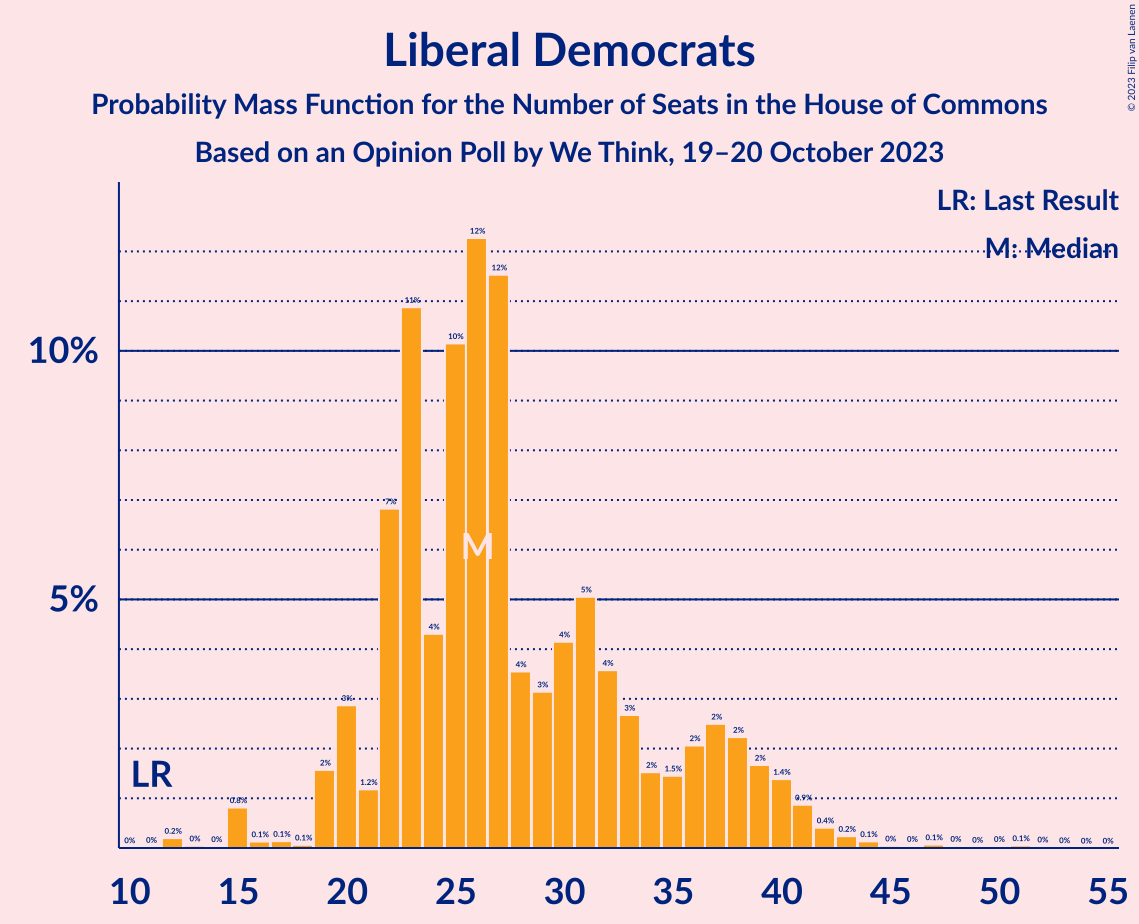 Liberal Democrats
Probability Mass Function for the Number of Seats in the House of Commons
Based on an Opinion Poll by We Think, 19–20 October 2023
© 2023 Filip van Laenen
LR: Last Result
M: Median
10%
5%
LR
M
0% 0% 0.2% 0% 0% 0.8% 0.1% 0.1% 0.1% 2% 3% 1.2% 7% 11% 4% 10% 12% 12% 4% 3% 4% 5% 4% 3% 2% 1.5% 2% 2% 2% 2% 1.4% 0.9% 0.4% 0.2% 0.1% 0% 0% 0.1% 0% 0% 0% 0.1% 0% 0% 0% 0%
10 15 20 25 30 35 40 45 50 55